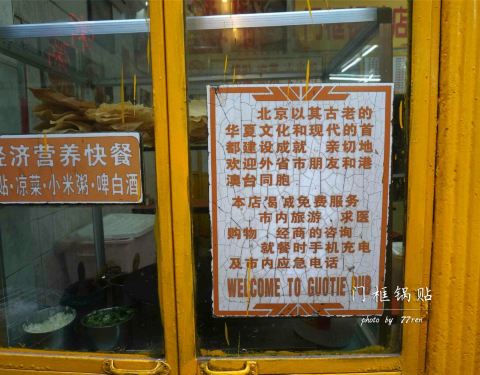 经济营养快餐
贴·凉菜·小米粥·啤白酒
北京以其古老的
华夏文化和现代的首
都建设成就 亲切地
欢迎外省市朋友和港
澳台同胞
本店竭成免费服务
市内旅游 求医
购物 经商的咨询
就餐时手机充电
及市内应急电话
WELCOME TO GUOTIE
门框锅贴
photo by 77ren